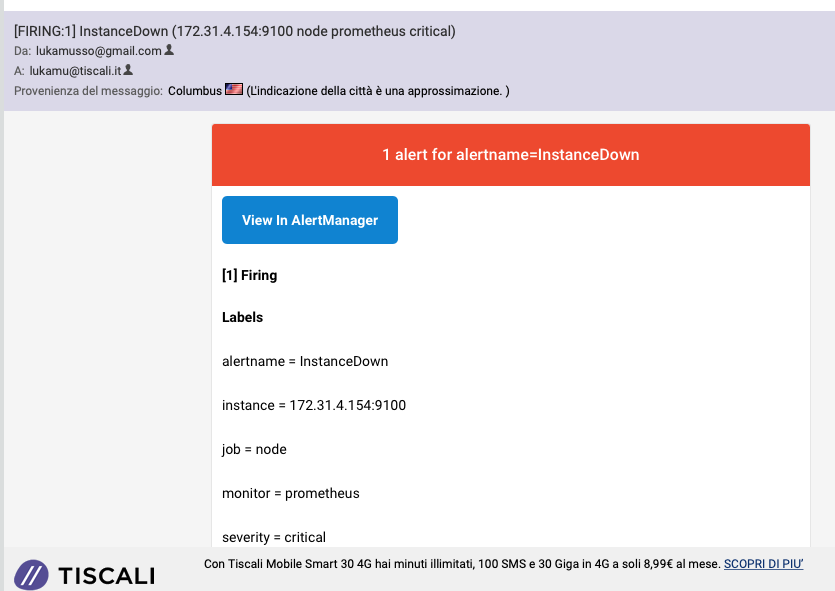 [FIRING:1] InstanceDown (172.31.4.154:9100 node prometheus critical)
Da: lukamusso@gmail.com
A: lukamu@tiscali.it
Provenienza del messaggio: Columbus (L'indicazione della città è una approssimazione. )
1 alert for alertname=InstanceDown
View In AlertManager
[1] Firing
Labels
alertname = InstanceDown
instance = 172.31.4.154:9100
job = node
monitor = prometheus
severity = critical
Con Tiscali Mobile Smart 30 4G hai minuti illimitati, 100 SMS e 30 Giga in 4G a soli 8,99€ al mese. SCOPRI DI PIU'
TISCALI